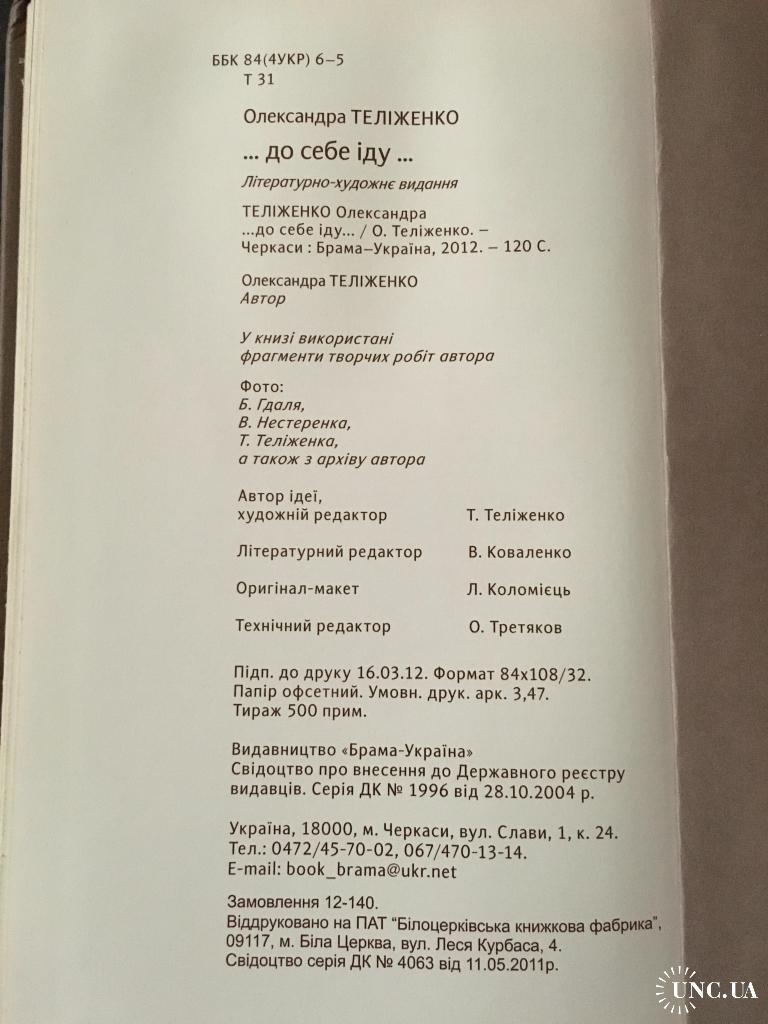 ББК 84(4УКР) 6–5
Т 31
Олександра ТЕЛІЖЕНКО
... до себе іду ...
Літературно-художнє видання
ТЕЛІЖЕНКО Олександра
...до себе іду... / О. Теліженко. –
Черкаси : Брама–Україна, 2012. – 120 С.
Олександра ТЕЛІЖЕНКО
Автор
У книзі використані
фрагменти творчих робіт автора
Фото:
Б. Гдаля,
В. Нестеренка,
Т. Теліженка,
а також з архіву автора
Автор ідеї,
художній редактор Т. Теліженко
Літературний редактор В. Коваленко
Оригінал-макет Л. Коломієць
Технічний редактор О. Третяков
Підп. до друку 16.03.12. Формат 84х108/32.
Папір офсетний. Умовн. друк. арк. 3,47.
Тираж 500 прим.
Видавництво «Брама-Україна»
Свідоцтво про внесення до Державного реєстру
видавців. Серія ДК № 1996 від 28.10.2004 р.
Україна, 18000, м. Черкаси, вул. Слави, 1, к. 24.
Тел.: 0472/45-70-02, 067/470-13-14.
E-mail: book_brama@ukr.net
Замовлення 12-140.
Віддруковано на ПАТ “Білоцерківська книжкова фабрика”,
09117, м. Біла Церква, вул. Леся Курбаса, 4.
Свідоцтво серія ДК № 4063 від 11.05.2011р.
UNC.UA